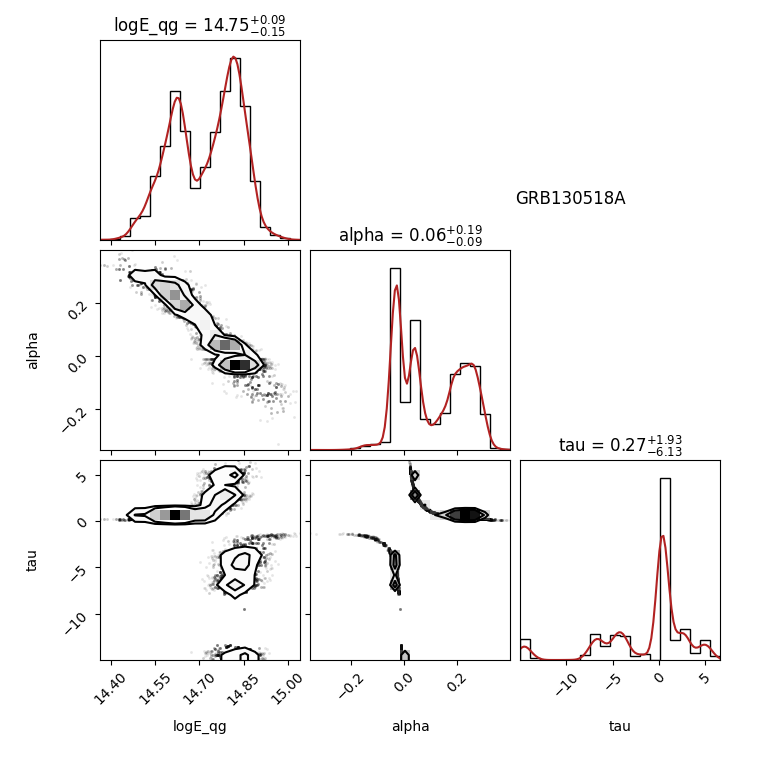 logE_qg = 14.75^{+0.09}_{−0.15}
GRB130518A
alpha = 0.06^{+0.19}_{−0.09}
alpha
0.2
0.0
−0.2
tau = 0.27^{+1.93}_{−6.13}
tau
5
0
−5
−10
14.40 14.55 14.70 14.85 15.00 −0.2 0.0 0.2 −10 −5 0 5
logE_qg alpha tau